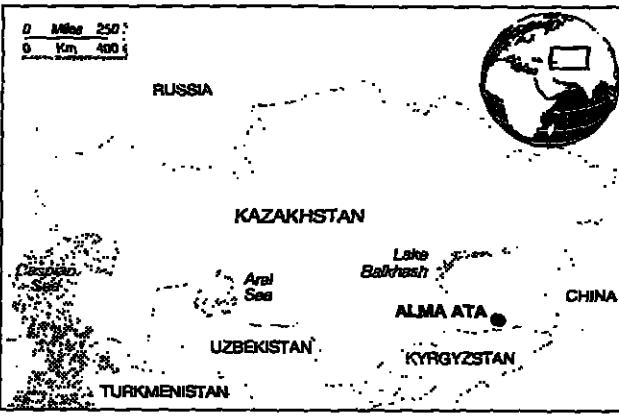 0 Miles 250
0 Km 400
RUSSIA
KAZAKHSTAN
Caspian
Sea
Aral
Sea
Lake
Balkhash
CHINA
ALMA ATA
UZBEKISTAN
KYRGYZSTAN
TURKMENISTAN